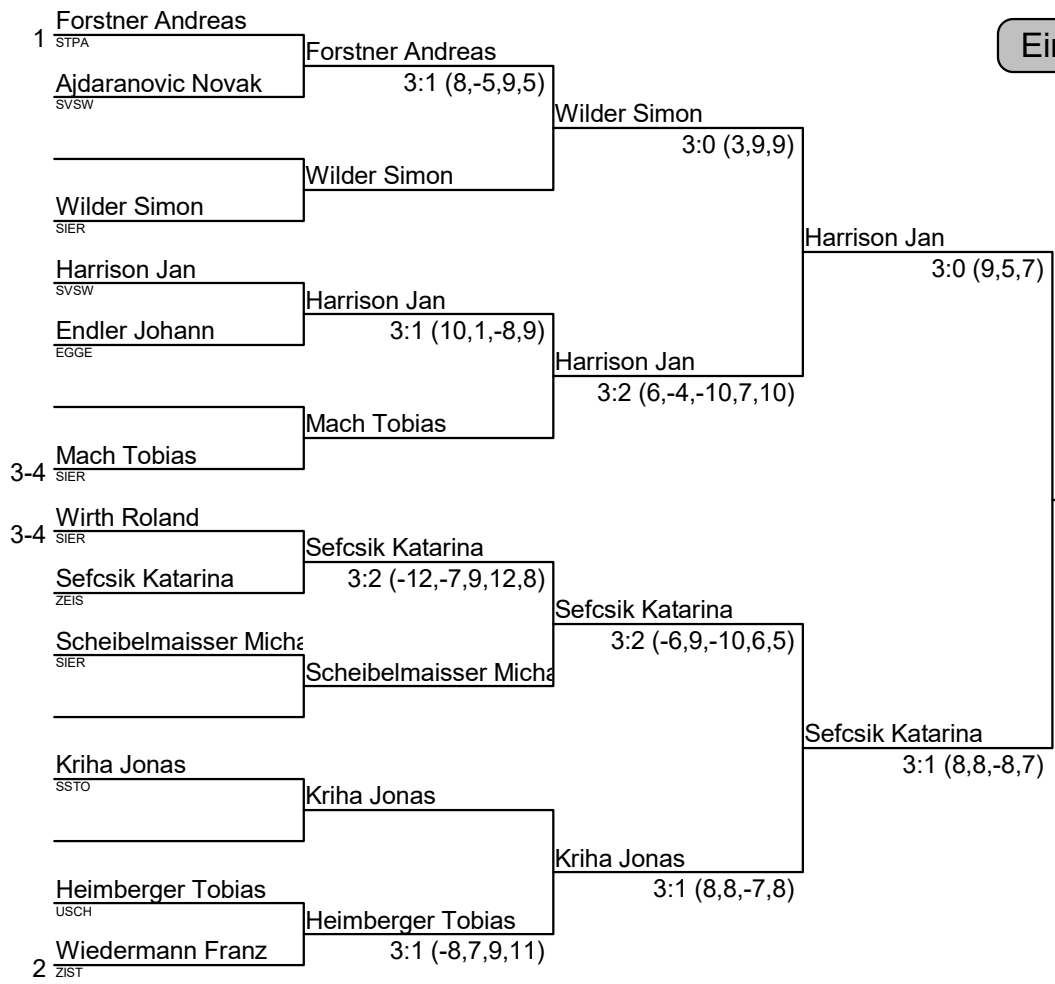 Forstner Andreas
1
STPA
Ajdaranovic Novak
SVSW
Wilder Simon
SIER
Harrison Jan
SVSW
Endler Johann
EGGE
Mach Tobias
3-4
SIER
Wirth Roland
3-4
SIER
Sefcsik Katarina
ZEIS
Scheibelmaisser Micha
SIER
Kriha Jonas
SSTO
Heimberger Tobias
USCH
Wiedermann Franz
2
ZIST
Forstner Andreas
3:1 (8,-5,9,5)
Wilder Simon
Harrison Jan
3:1 (10,1,-8,9)
Mach Tobias
Sefcsik Katarina
3:2 (-12,-7,9,12,8)
Scheibelmaisser Micha
Kriha Jonas
Heimberger Tobias
3:1 (-8,7,9,11)
Wilder Simon
3:0 (3,9,9)
Harrison Jan
3:2 (6,-4,-10,7,10)
Sefcsik Katarina
3:2 (-6,9,-10,6,5)
Kriha Jonas
3:1 (8,8,-7,8)
Harrison Jan
3:0 (9,5,7)
Sefcsik Katarina
3:1 (8,8,-8,7)